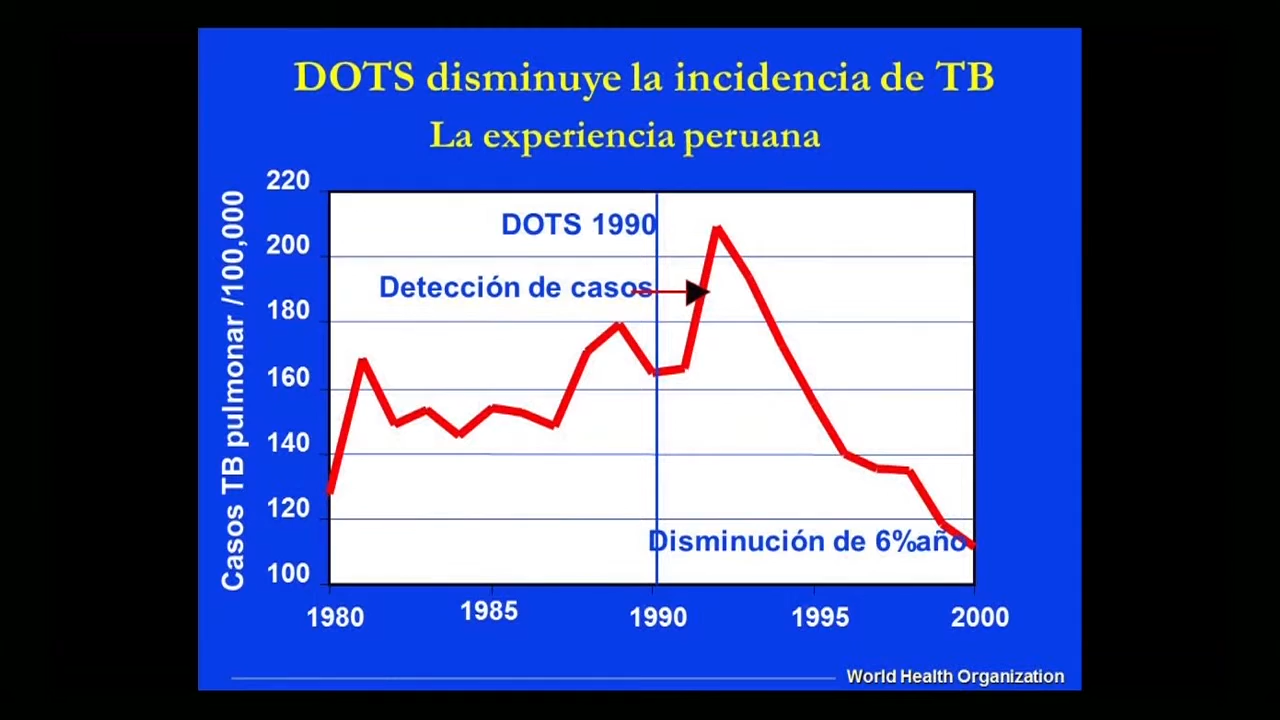 DOTS disminuye la incidencia de TB
La experiencia peruana
Casos TB pulmonar /100,000
220
200
180
160
140
120
100
DOTS 1990
Detección de casos
Disminución de 6%año
1980
1985
1990
1995
2000
World Health Organization